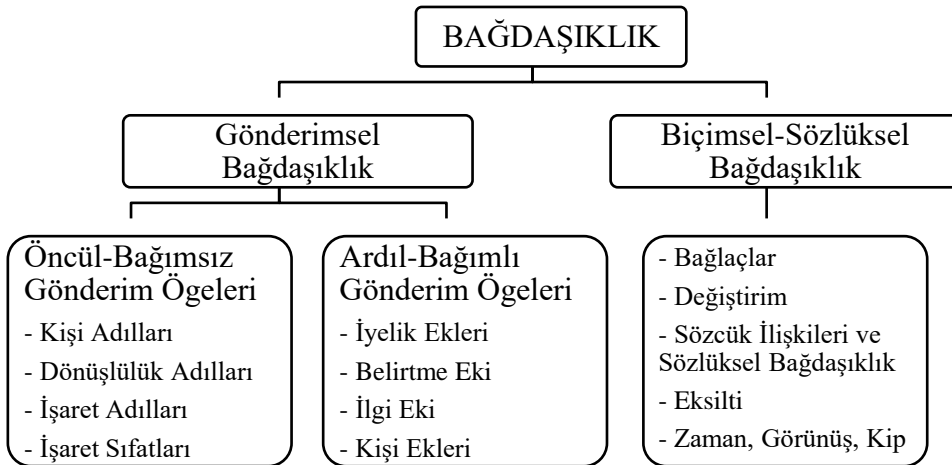 BAĞDAŞIKLIK
Gönderimsel
Bağdaşıklık
Biçimsel-Sözlüksel
Bağdaşıklık
Öncül-Bağımsız
Gönderim Ögeleri
- Kişi Adılları
- Dönüşlülük Adılları
- İşaret Adılları
- İşaret Sıfatları
Ardıl-Bağımlı
Gönderim Ögeleri
- İyelik Ekleri
- Belirtme Eki
- İlgi Eki
- Kişi Ekleri
- Bağlaçlar
- Değiştirim
- Sözcük İlişkileri ve
Sözlüksel Bağdaşıklık
- Eksilti
- Zaman, Görünüş, Kip